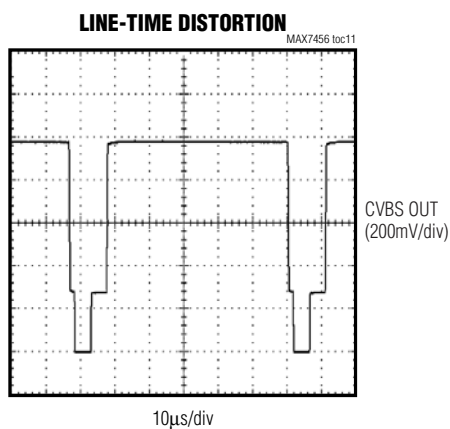 LINE-TIME DISTORTION
MAX7456 toc11
CVBS OUT
(200mV/div)
10µs/div